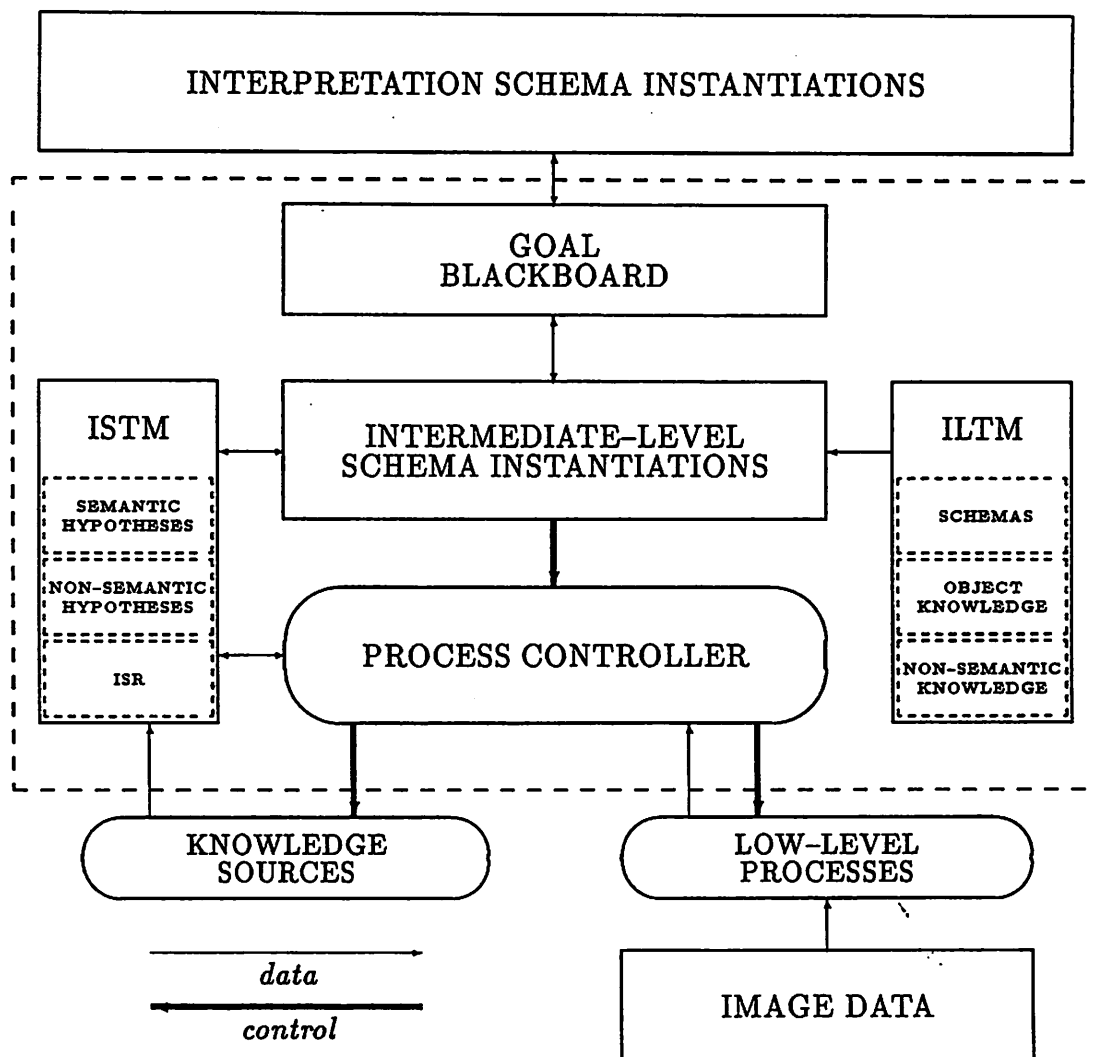 INTERPRETATION SCHEMA INSTANTIATIONS
GOAL
BLACKBOARD
ISTM
SEMANTIC
HYPOTHESES
NON–SEMANTIC
HYPOTHESES
ISR
INTERMEDIATE–LEVEL
SCHEMA INSTANTIATIONS
ILTM
SCHEMAS
OBJECT
KNOWLEDGE
NON–SEMANTIC
KNOWLEDGE
PROCESS CONTROLLER
KNOWLEDGE
SOURCES
LOW–LEVEL
PROCESSES
data
control
IMAGE DATA